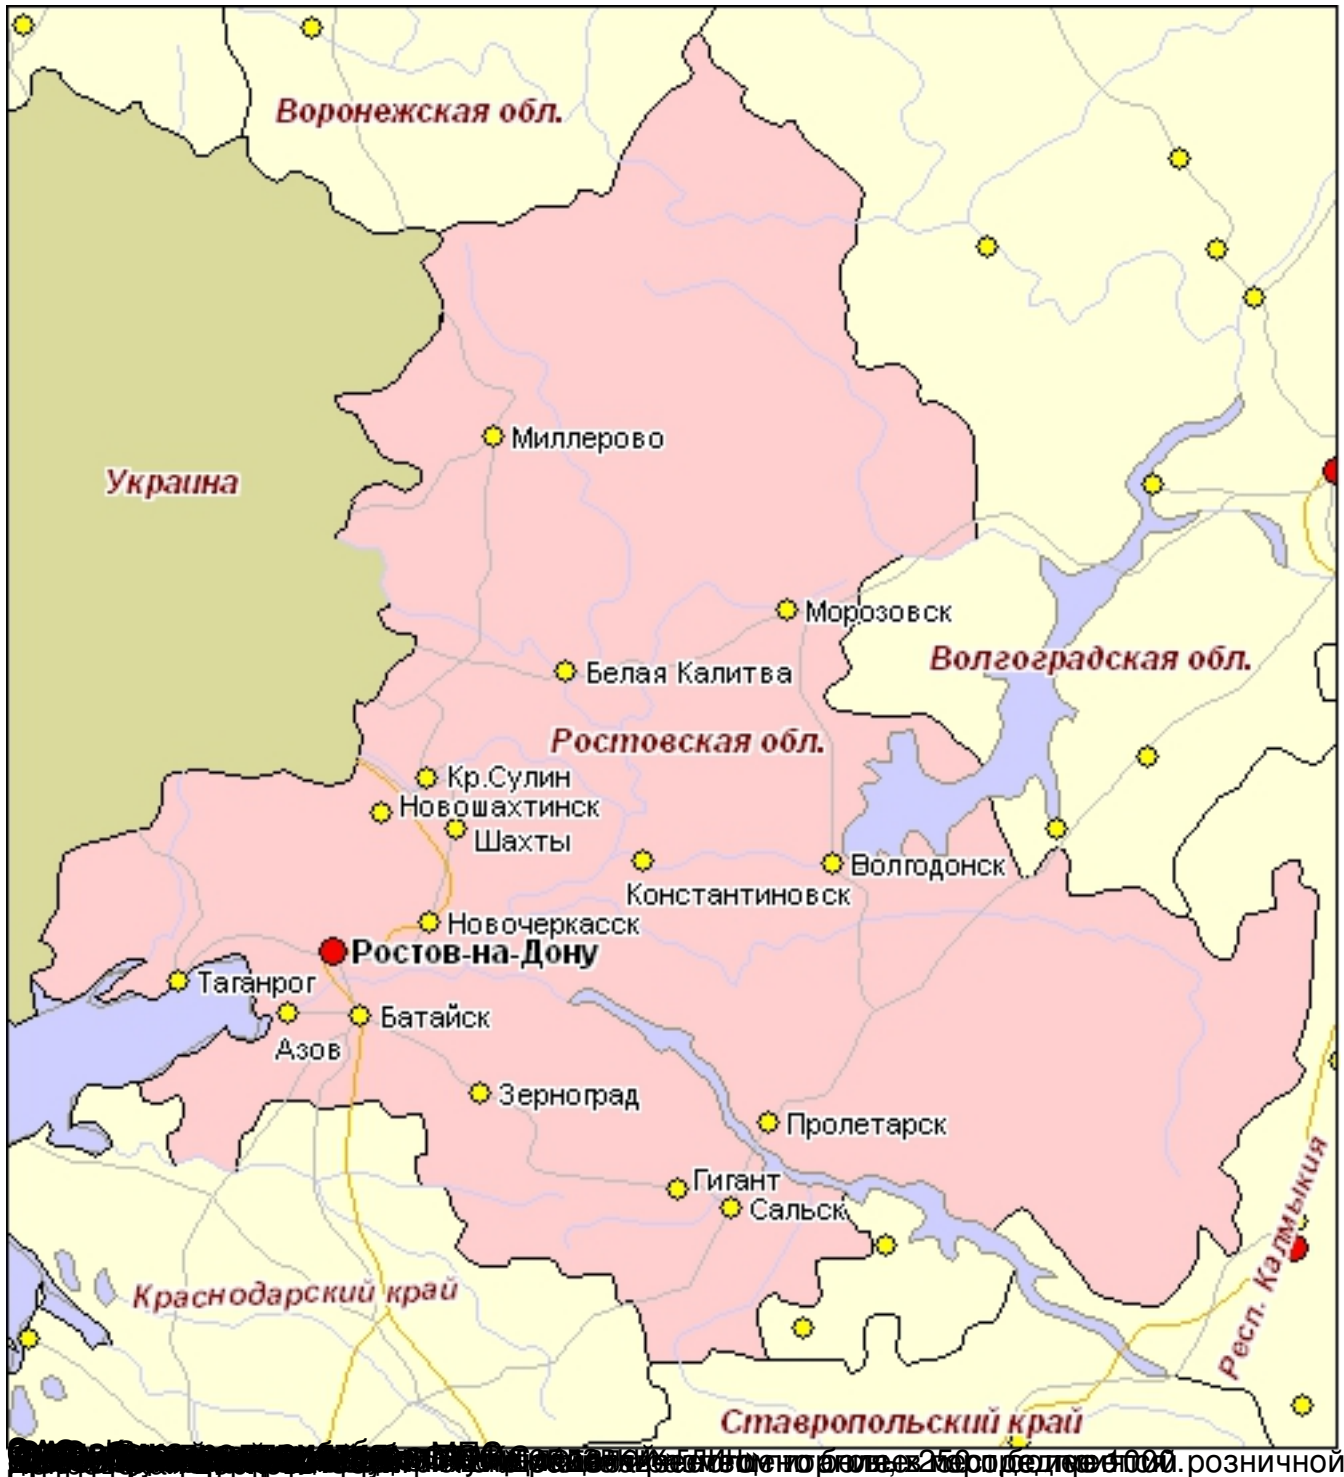 Воронежская обл.
Украина
Миллерово
Морозовск
Волгоградская обл.
Белая Калитва
Ростовская обл.
Кр.Сулин
Новошахтинск
Шахты
Волгодонск
Константиновск
Новочеркасск
Ростов-на-Дону
Таганрог
Батайск
Азов
Зерноград
Пролетарск
Гигант
Сальск
Респ. Калмыкия
Краснодарский край
Ставропольский край
розничной